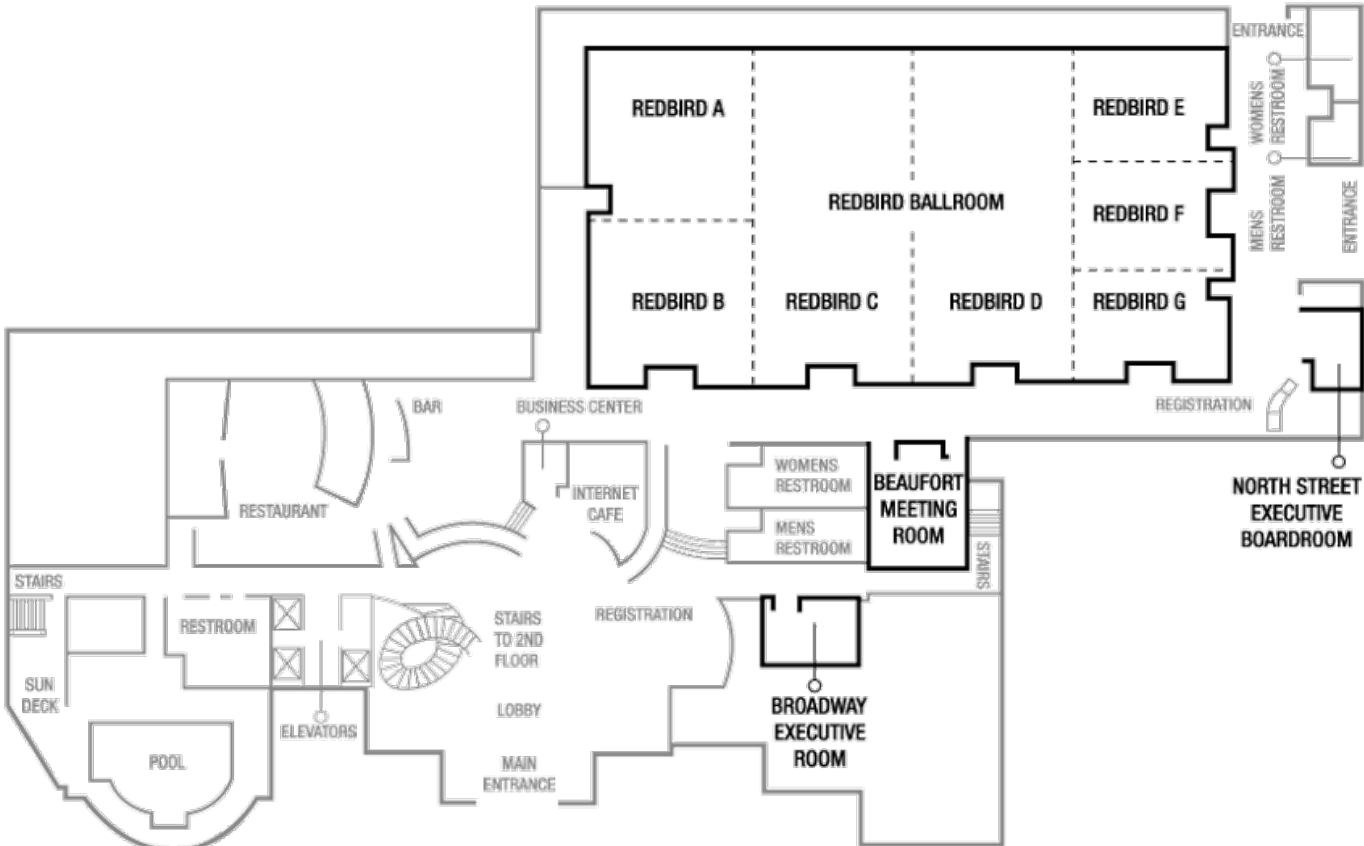 ENTRANCE
WOMENS
RESTROOM
MENS
RESTROOM
ENTRANCE
REDBIRD A
REDBIRD E
REDBIRD BALLROOM
REDBIRD F
REDBIRD B
REDBIRD C
REDBIRD D
REDBIRD G
BAR
BUSINESS CENTER
REGISTRATION
RESTAURANT
INTERNET
CAFE
WOMENS
RESTROOM
MENS
RESTROOM
BEAUFORT
MEETING
ROOM
STAIRS
NORTH STREET
EXECUTIVE
BOARDROOM
STAIRS
RESTROOM
STAIRS
TO 2ND
FLOOR
REGISTRATION
SUN
DECK
ELEVATORS
LOBBY
BROADWAY
EXECUTIVE
ROOM
POOL
MAIN
ENTRANCE